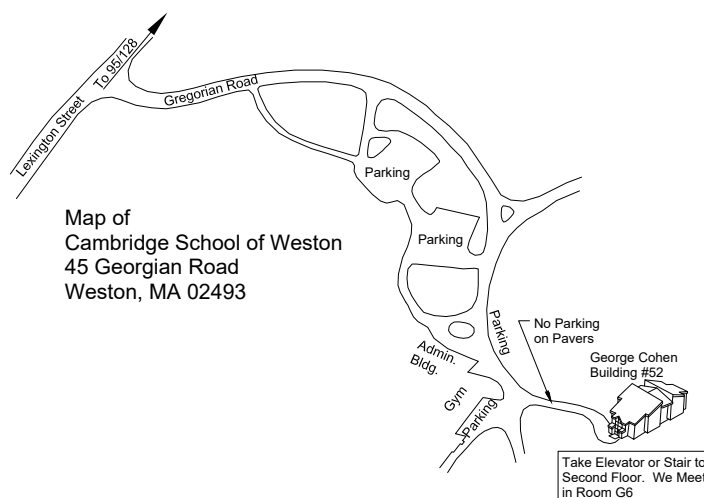 To 95/128
Lexington Street
Gregorian Road
Parking
Map of
Cambridge School of Weston
45 Georgian Road
Weston, MA 02493
Parking
Parking
No Parking
on Pavers
George Cohen
Building #52
Admin.
Bldg.
Gym
Parking
Take Elevator or Stair to
Second Floor. We Meet
in Room G6